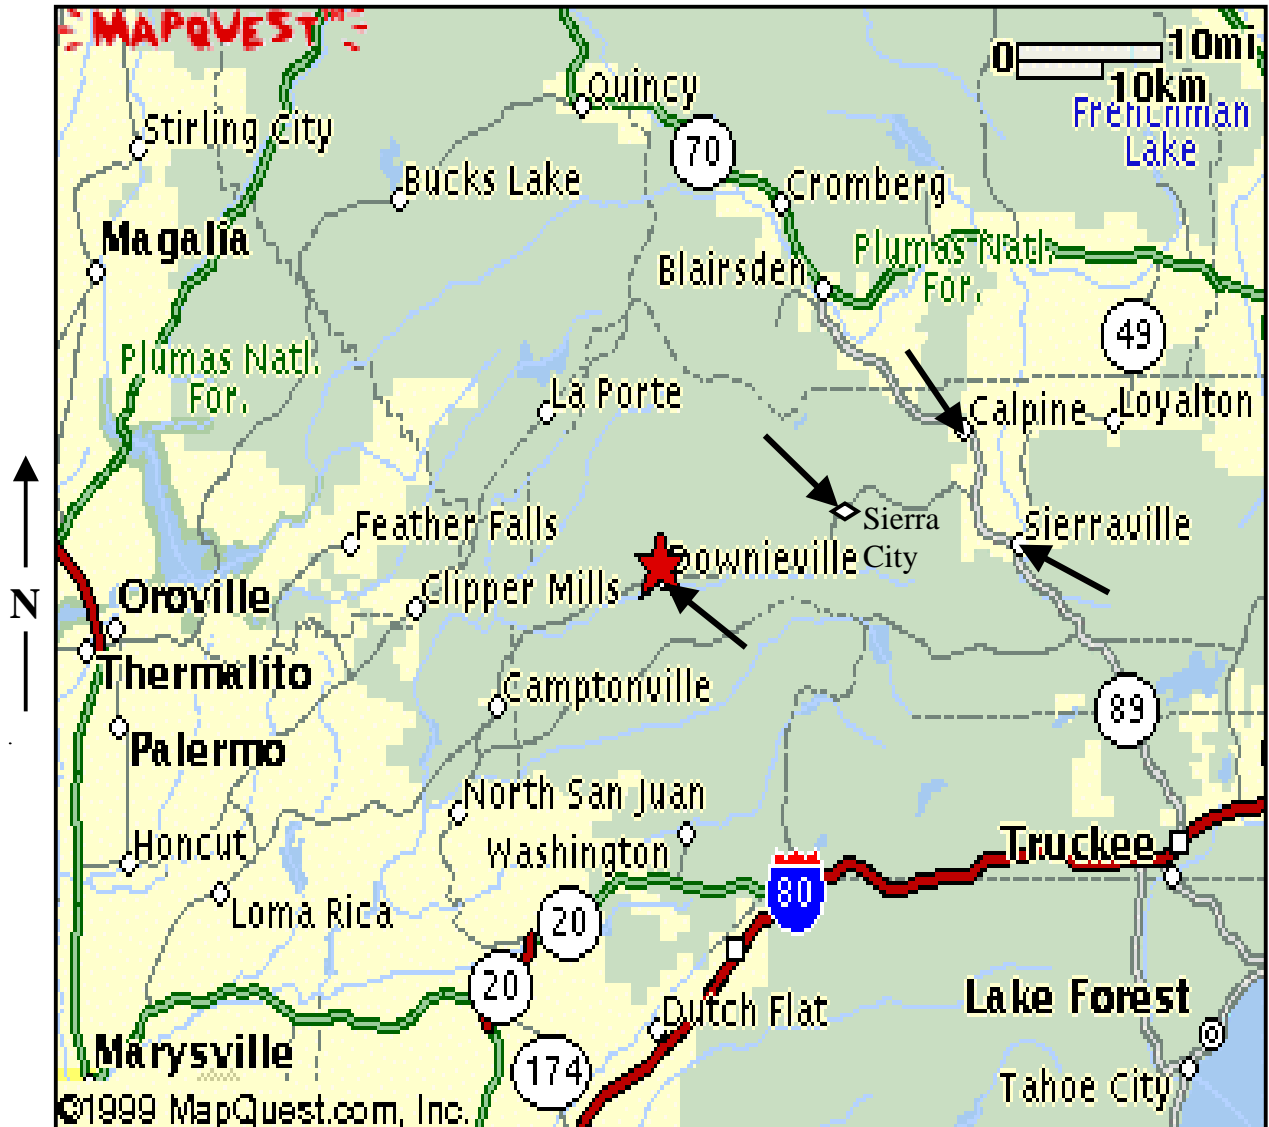 MAPQUEST™
0 10mi
10km
Quincy
Frenchman
Lake
Stirling City
70
Bucks Lake
Cromberg
Magalia
Plumas Natl.
For.
Blairsden
49
Plumas Natl.
For.
La Porte
Calpine
Loyalton
Sierra
City
Feather Falls
Sierraville
Downieville
N
Oroville
Clipper Mills
Thermalito
Camptonville
89
Palermo
North San Juan
Honcut
Washington
Truckee
80
Loma Rica
20
20
Lake Forest
Dutch Flat
Marysville
174
Tahoe City
©1999 MapQuest.com, Inc.